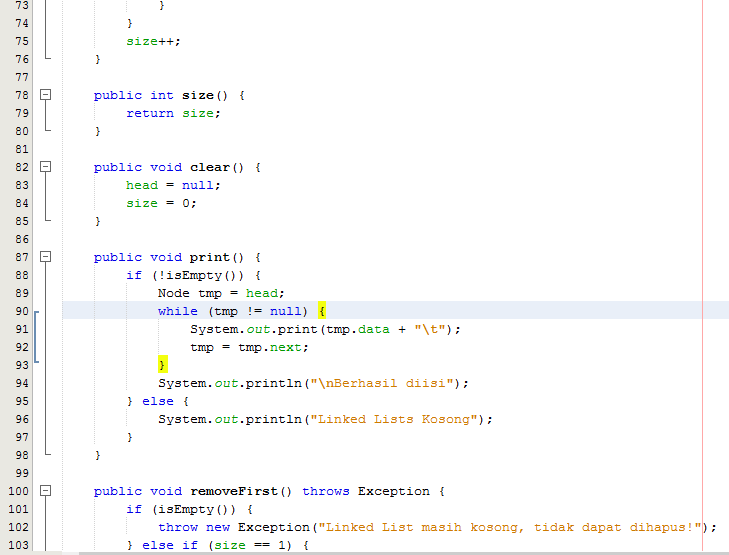 73 }
74 }
75 size++;
76 }
77
78 public int size() {
79 return size;
80 }
81
82 public void clear() {
83 head = null;
84 size = 0;
85 }
86
87 public void print() {
88 if (!isEmpty()) {
89 Node tmp = head;
90 while (tmp != null) {
91 System.out.print(tmp.data + "\t");
92 tmp = tmp.next;
93 }
94 System.out.println("\nBerhasil diisi");
95 } else {
96 System.out.println("Linked Lists Kosong");
97 }
98 }
99
100 public void removeFirst() throws Exception {
101 if (isEmpty()) {
102 throw new Exception("Linked List masih kosong, tidak dapat dihapus!");
103 } else if (size == 1) {